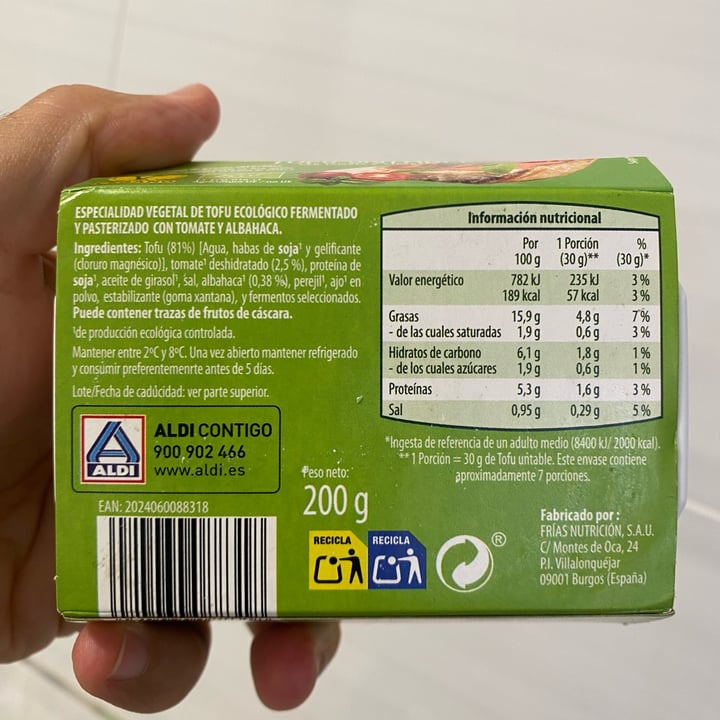 ESPECIALIDAD VEGETAL DE TOFU ECOLÓGICO FERMENTADO
Y PASTERIZADO CON TOMATE Y ALBAHACA.
Ingredientes: Tofu (81%) [Agua, habas de soja¹ y gelificante
(cloruro magnésico)], tomate¹ deshidratado (2,5 %), proteína de
soja¹, aceite de girasol¹, sal, albahaca¹ (0,38 %), perejil¹, ajo¹ en
polvo, estabilizante (goma xantana), y fermentos seleccionados.
Puede contener trazas de frutos de cáscara.
¹de producción ecológica controlada.
Mantener entre 2ºC y 8ºC. Una vez abierto mantener refrigerado
y consumir preferentemenrte antes de 5 días.
Lote/Fecha de caducidad: ver parte superior.
ALDI
ALDI CONTIGO
900 902 466
www.aldi.es
EAN: 2024060088318
Peso neto:
200 g
RECICLA
RECICLA
®
Información nutricional
Por 100 g 1 Porción (30 g)** % (30 g)*
Valor energético 782 kJ 235 kJ 3 %
189 kcal 57 kcal 3 %
Grasas 15,9 g 4,8 g 7 %
- de las cuales saturadas 1,9 g 0,6 g 3 %
Hidratos de carbono 6,1 g 1,8 g 1 %
- de los cuales azúcares 1,9 g 0,6 g 1 %
Proteínas 5,3 g 1,6 g 3 %
Sal 0,95 g 0,29 g 5 %
*Ingesta de referencia de un adulto medio (8400 kJ/ 2000 kcal).
**1 Porción = 30 g de Tofu untable. Este envase contiene
aproximadamente 7 porciones.
Fabricado por :
FRÍAS NUTRICIÓN, S.A.U.
C/ Montes de Oca, 24
P.I. Villalonquéjar
09001 Burgos (España)